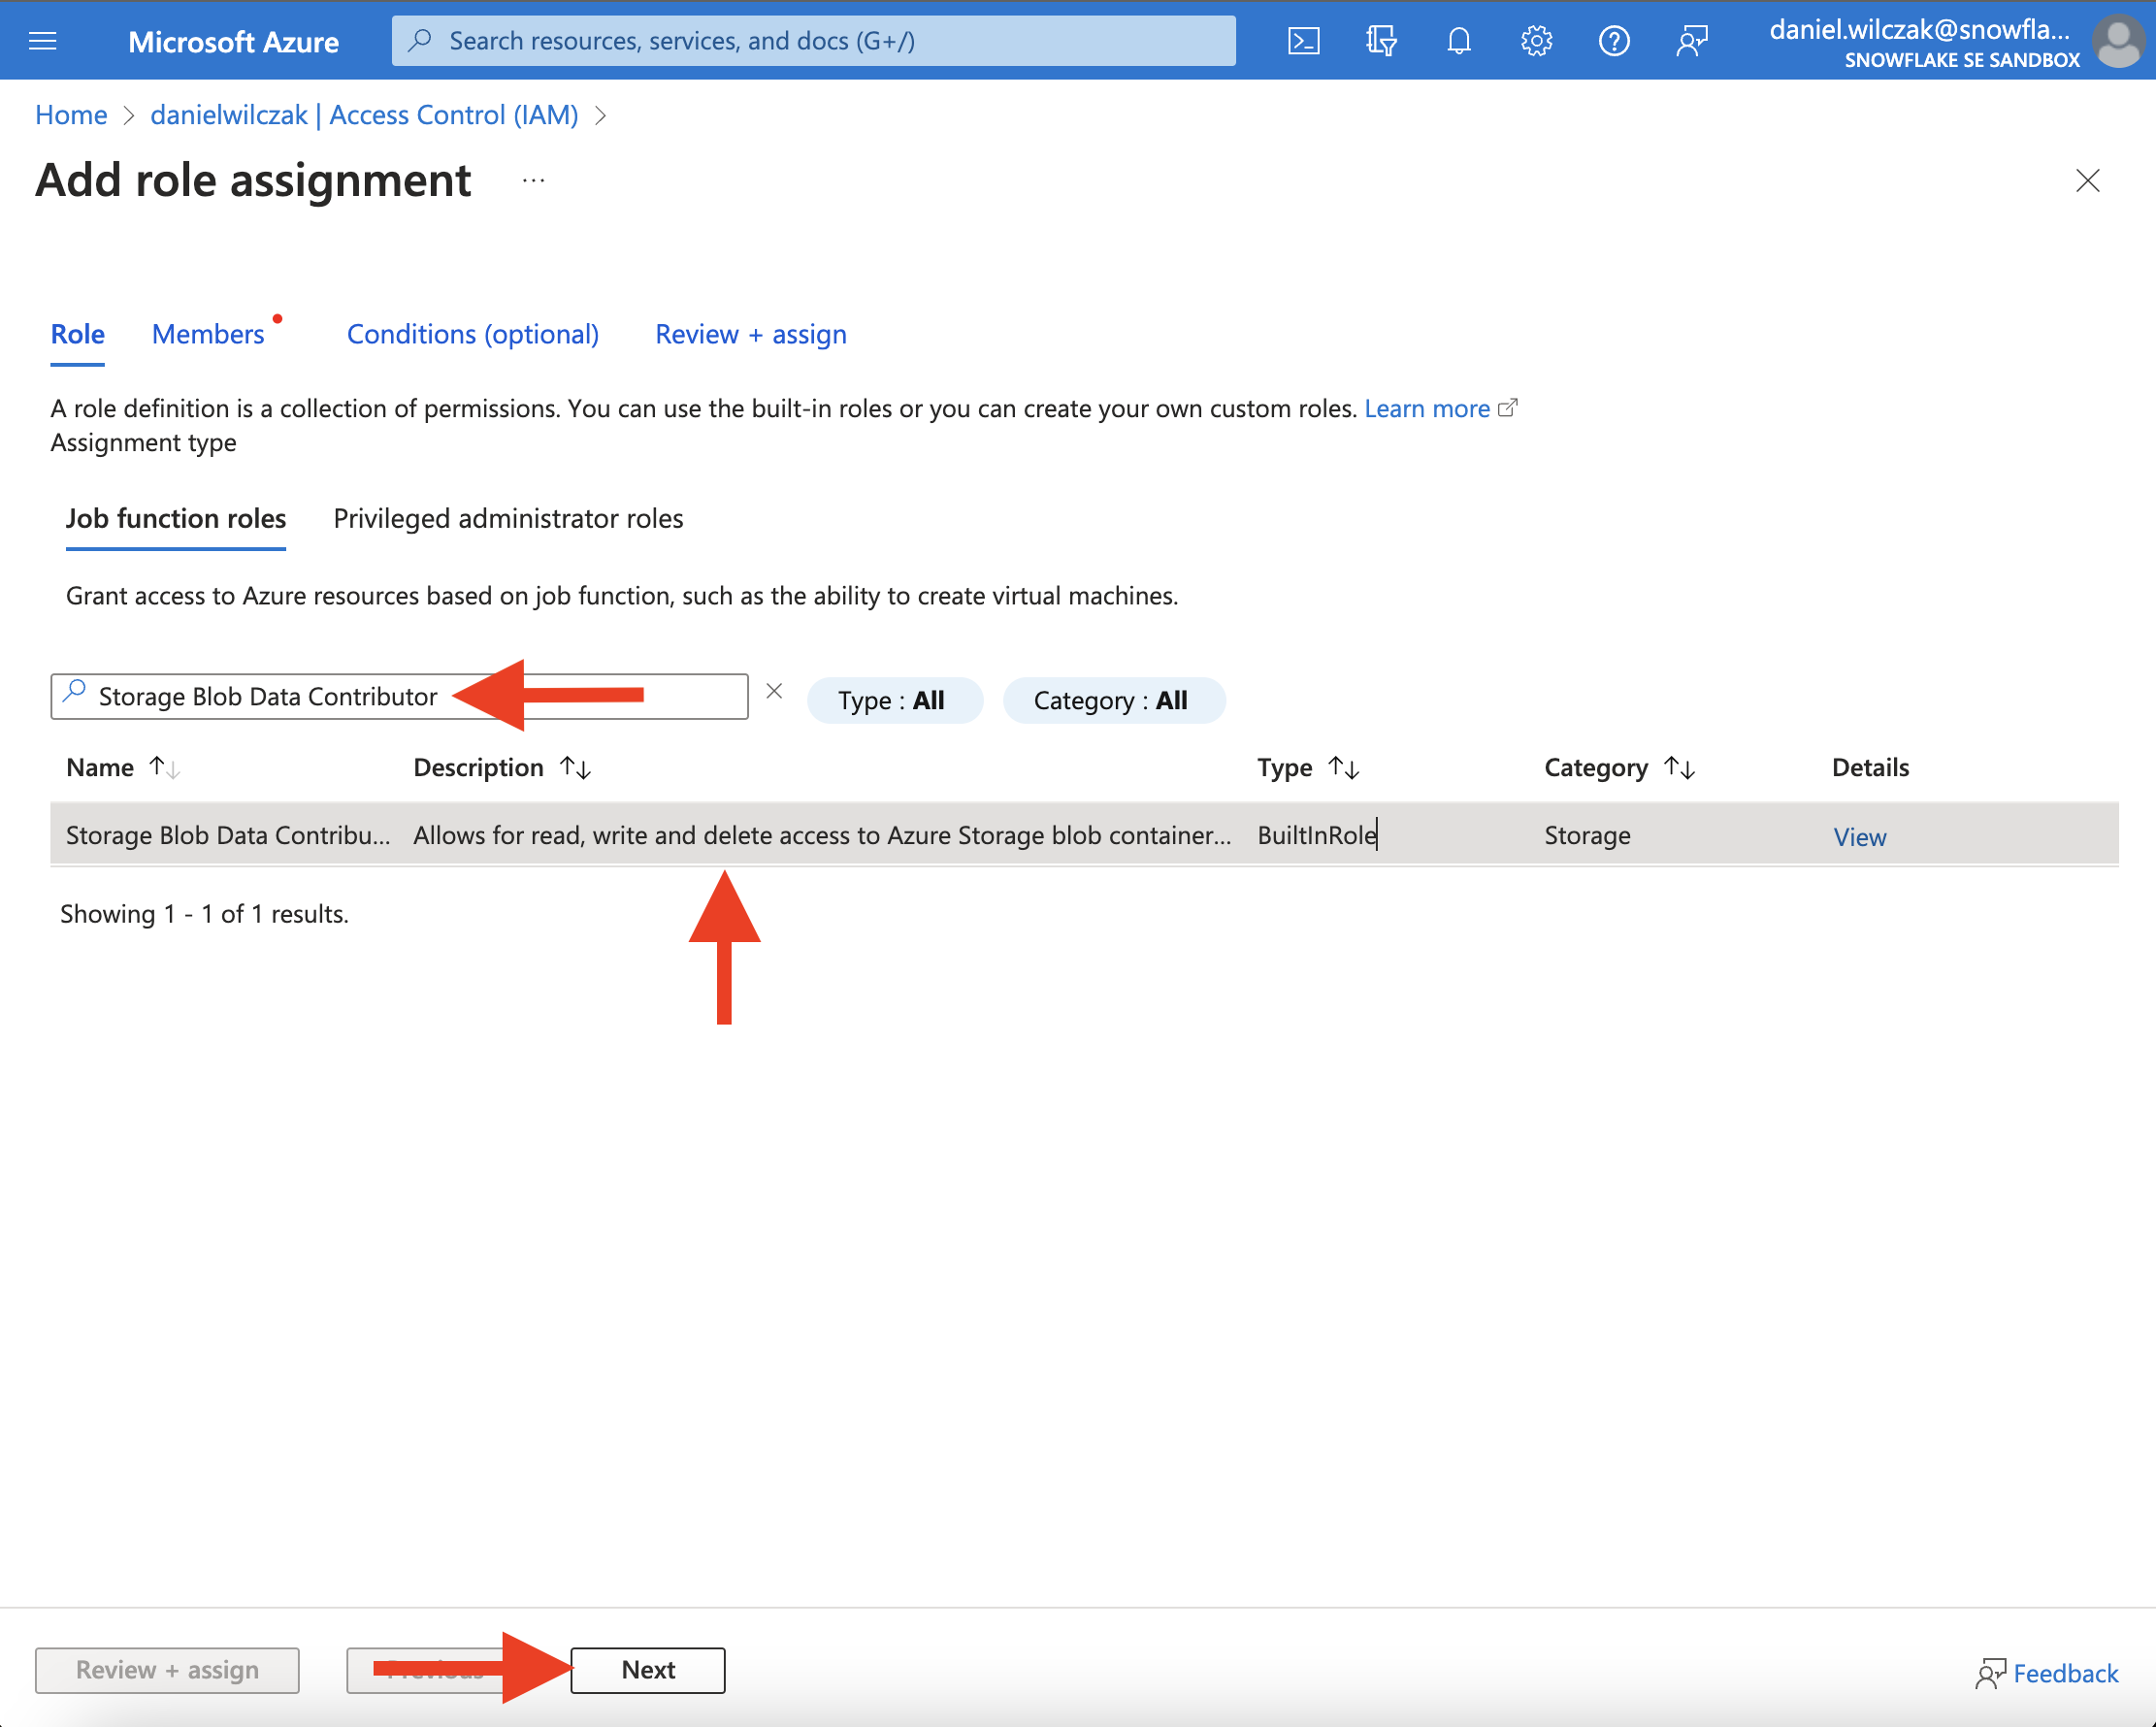 Microsoft Azure
Search resources, services, and docs (G+/)
daniel.wilczak@snowfla...
SNOWFLAKE SE SANDBOX
Home > danielwilczak | Access Control (IAM) >
Add role assignment ...
Role Members Conditions (optional) Review + assign
A role definition is a collection of permissions. You can use the built-in roles or you can create your own custom roles. Learn more
Assignment type
Job function roles Privileged administrator roles
Grant access to Azure resources based on job function, such as the ability to create virtual machines.
Storage Blob Data Contributor Type : All Category : All
Name Description Type Category Details
Storage Blob Data Contribu... Allows for read, write and delete access to Azure Storage blob container... BuiltInRole Storage View
Showing 1 - 1 of 1 results.
Review + assign Previous Next Feedback